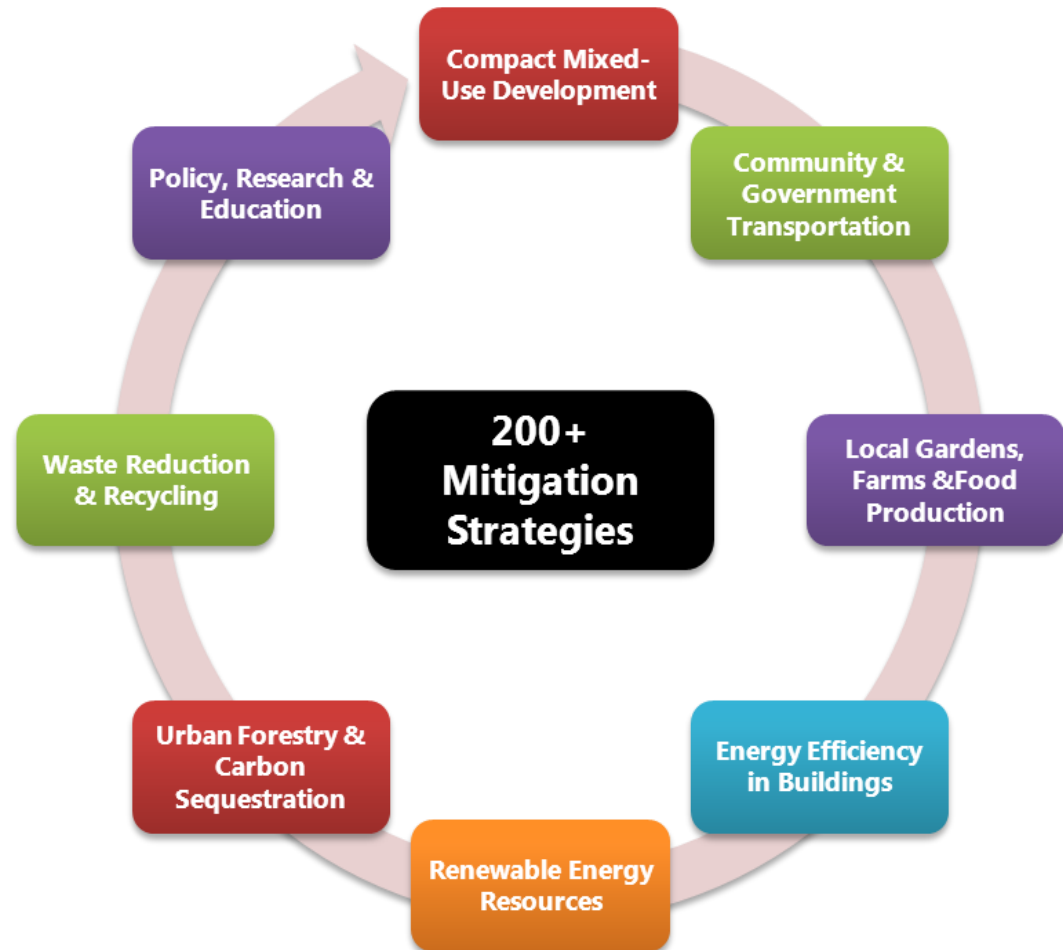 Compact Mixed-
Use Development
Community &
Government
Transportation
Local Gardens,
Farms &Food
Production
Energy Efficiency
in Buildings
Renewable Energy
Resources
Urban Forestry &
Carbon
Sequestration
Waste Reduction
& Recycling
Policy, Research &
Education
200+
Mitigation
Strategies